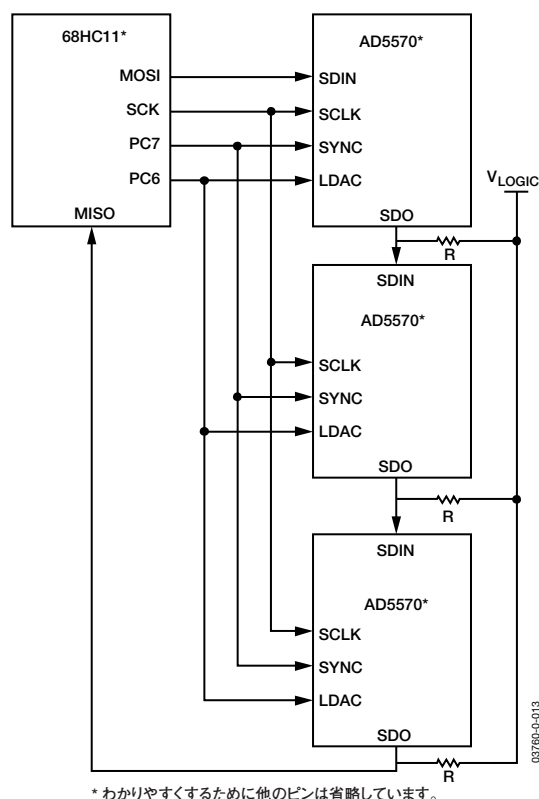 68HC11*
MOSI
SCK
PC7
PC6
MISO
AD5570*
SDIN
SCLK
SYNC
LDAC
SDO
VLOGIC
R
SDIN
AD5570*
SCLK
SYNC
LDAC
SDO
R
SDIN
AD5570*
SCLK
SYNC
LDAC
SDO
R
03760-0-013
* わかりやすくするために他のピンは省略しています。